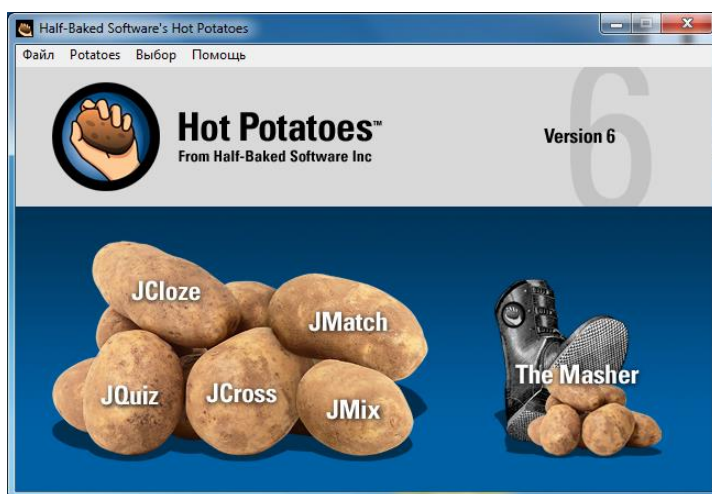 Half-Baked Software's Hot Potatoes
Файл Potatoes Выбор Помощь
Hot Potatoes™
From Half-Baked Software Inc
Version 6
6
JCloze
JMatch
JQuiz
JCross
JMix
The Masher